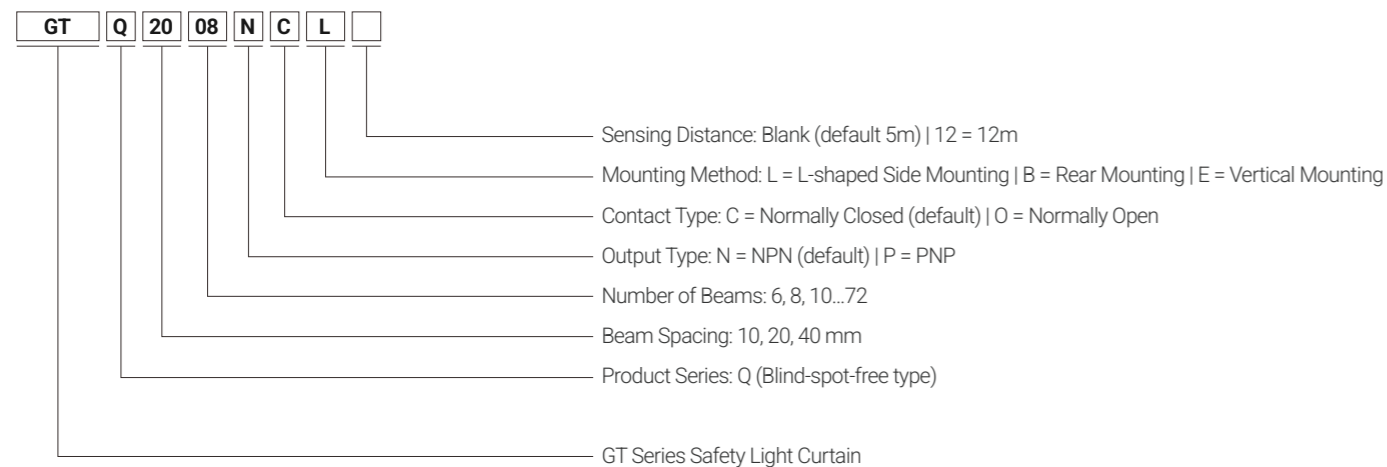 GT Q 20 08 N C L
Sensing Distance: Blank (default 5m) | 12 = 12m
Mounting Method: L = L-shaped Side Mounting | B = Rear Mounting | E = Vertical Mounting
Contact Type: C = Normally Closed (default) | O = Normally Open
Output Type: N = NPN (default) | P = PNP
Number of Beams: 6, 8, 10...72
Beam Spacing: 10, 20, 40 mm
Product Series: Q (Blind-spot-free type)
GT Series Safety Light Curtain